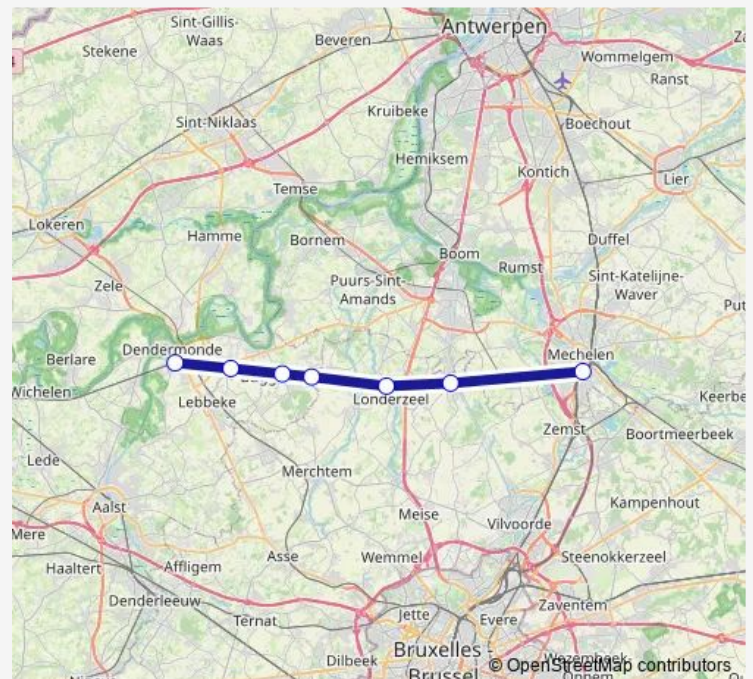 Antwerpen
Sint-Gillis-
Waas
Beveren
Stekene
Wommelgem
Ranst
Kruibeke
Sint-Niklaas
Boechout
Hemiksem
Kontich
Lier
Temse
Lokeren
Hamme
Bornem
Duffel
Boom
Rumst
Zele
Puurs-Sint-
Amands
Sint-Katelijne-
Waver
Put
Dendermonde
Mechelen
Berlare
Wichelen
Lebbeke
Londerzeel
Keerbe
Zemst
Boortmeerbeek
Lede
Merchtem
Aalst
Kampenhout
Meise
Vilvoorde
Mere
Asse
Wemmel
Steenokkerzeel
Haaltert
Affligem
Denderleeuw
Zaventem
Ternat
Jette
Evere
Dilbeek
Bruxelles -
Brussel
© OpenStreetMap contributors